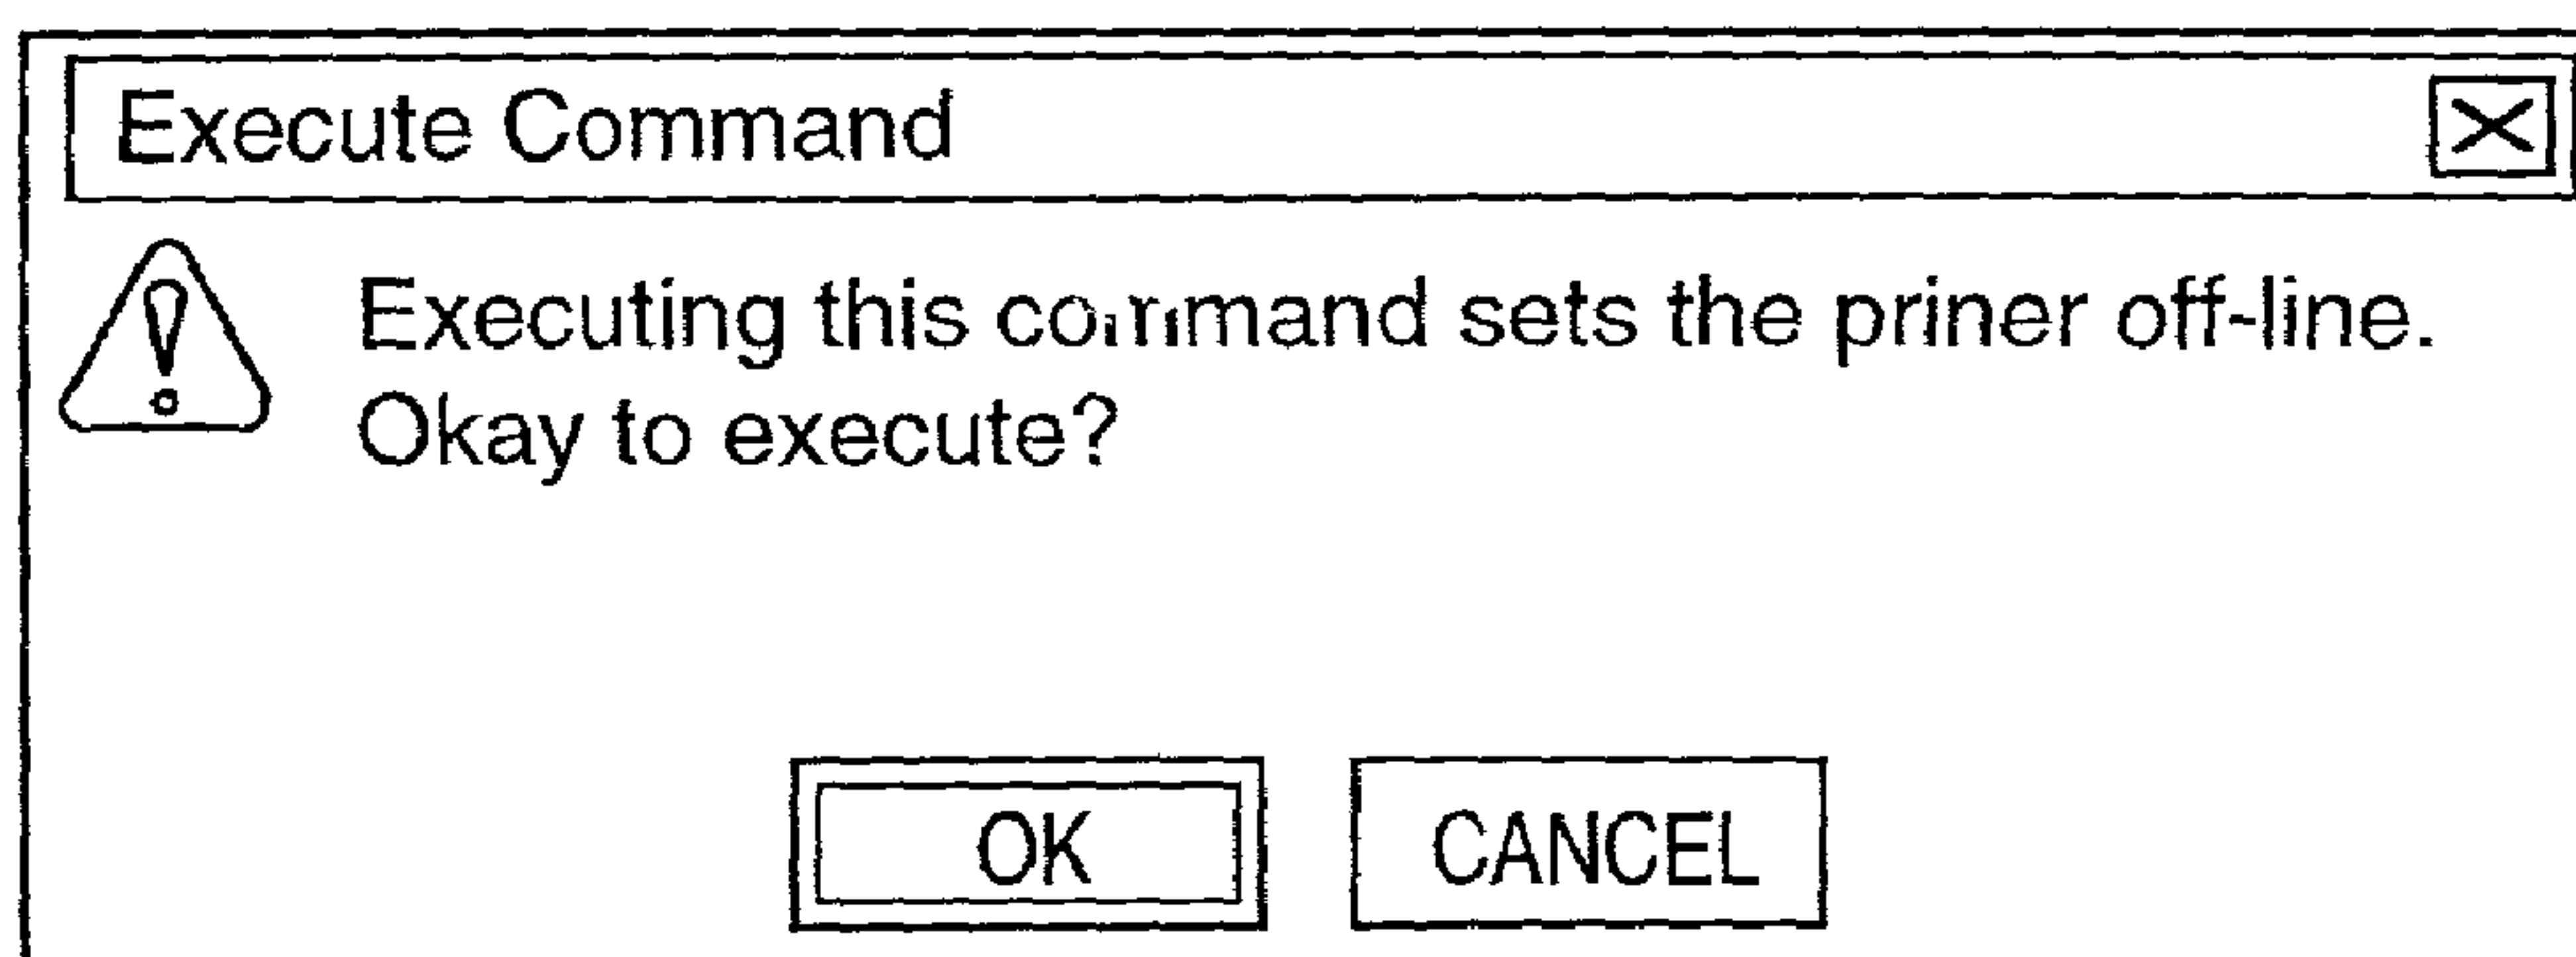 Execute Command
Executing this command sets the priner off-line.
Okay to execute?
OK
CANCEL